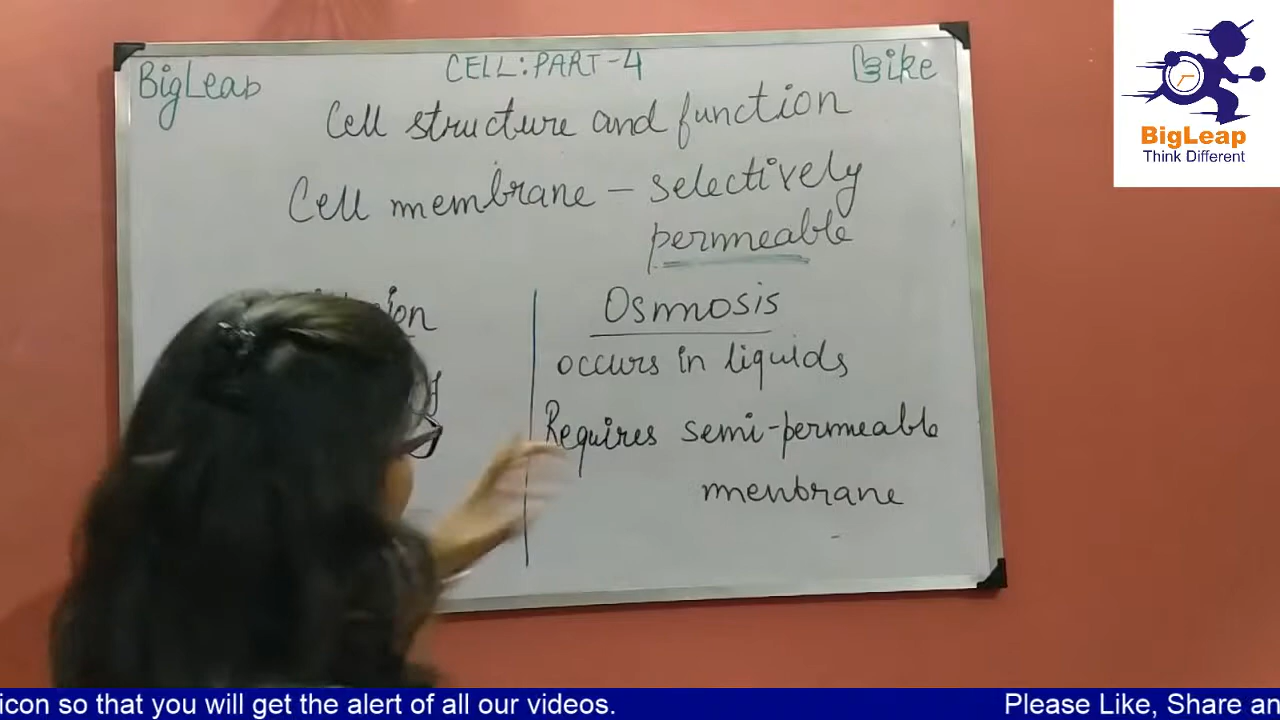 BigLeap
CELL: PART-4
Like
Cell structure and function
Cell membrane – selectively
permeable
Osmosis
occurs in liquids
Requires semi-permeable
menbrane
BigLeap
Think Different
icon so that you will get the alert of all our videos.
Please Like, Share an